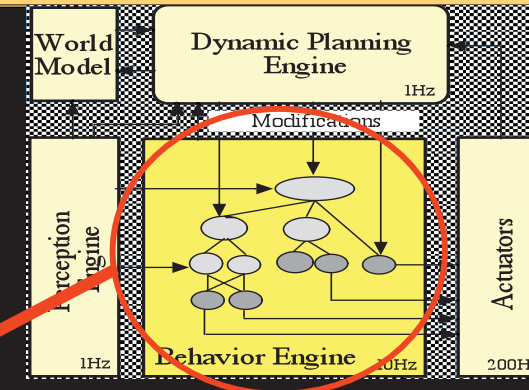 World
Model
Dynamic Planning
Engine
1Hz
Modifications
Perception
Engine
1Hz
Behavior Engine
10Hz
Actuators
200H